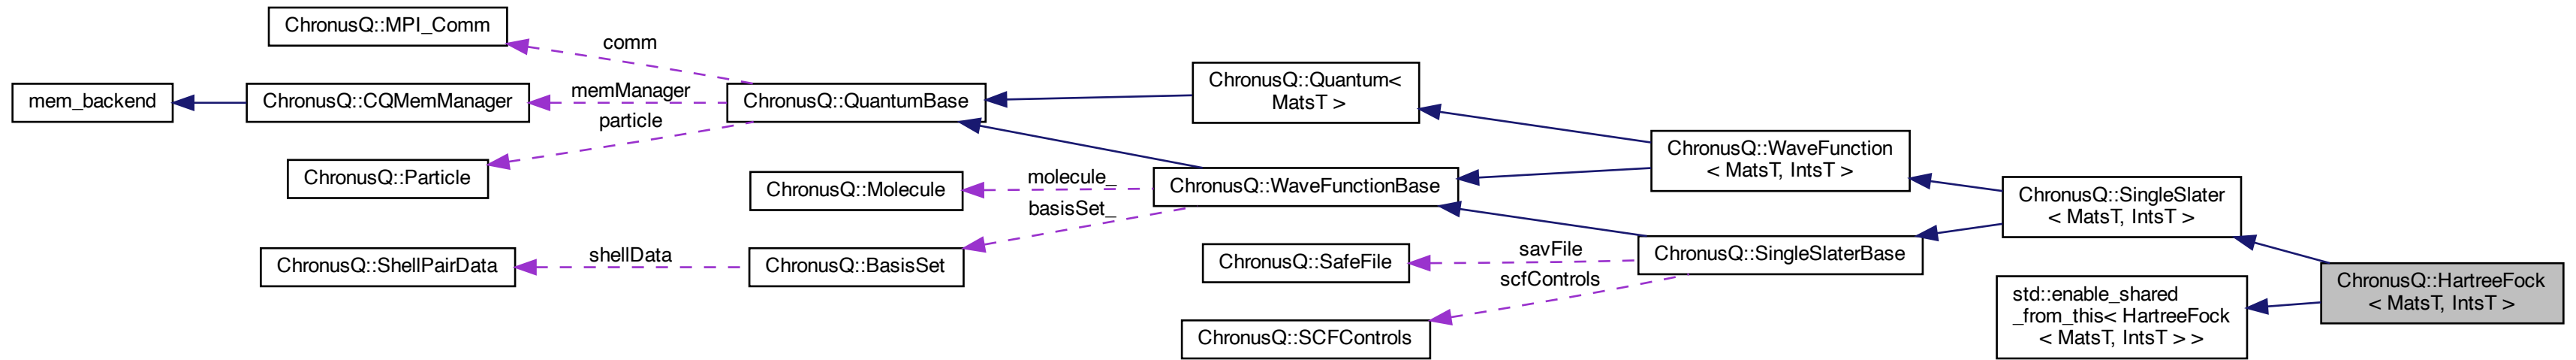 ChronusQ::MPI_Comm
comm
mem_backend
ChronusQ::CQMemManager
memManager
particle
ChronusQ::QuantumBase
ChronusQ::Particle
ChronusQ::Quantum<
MatsT >
ChronusQ::Molecule
molecule_
basisSet_
ChronusQ::WaveFunctionBase
ChronusQ::WaveFunction
< MatsT, IntsT >
ChronusQ::ShellPairData
shellData
ChronusQ::BasisSet
ChronusQ::SafeFile
savFile
scfControls
ChronusQ::SingleSlaterBase
ChronusQ::SCFControls
ChronusQ::SingleSlater
< MatsT, IntsT >
std::enable_shared
_from_this< HartreeFock
< MatsT, IntsT > >
ChronusQ::HartreeFock
< MatsT, IntsT >